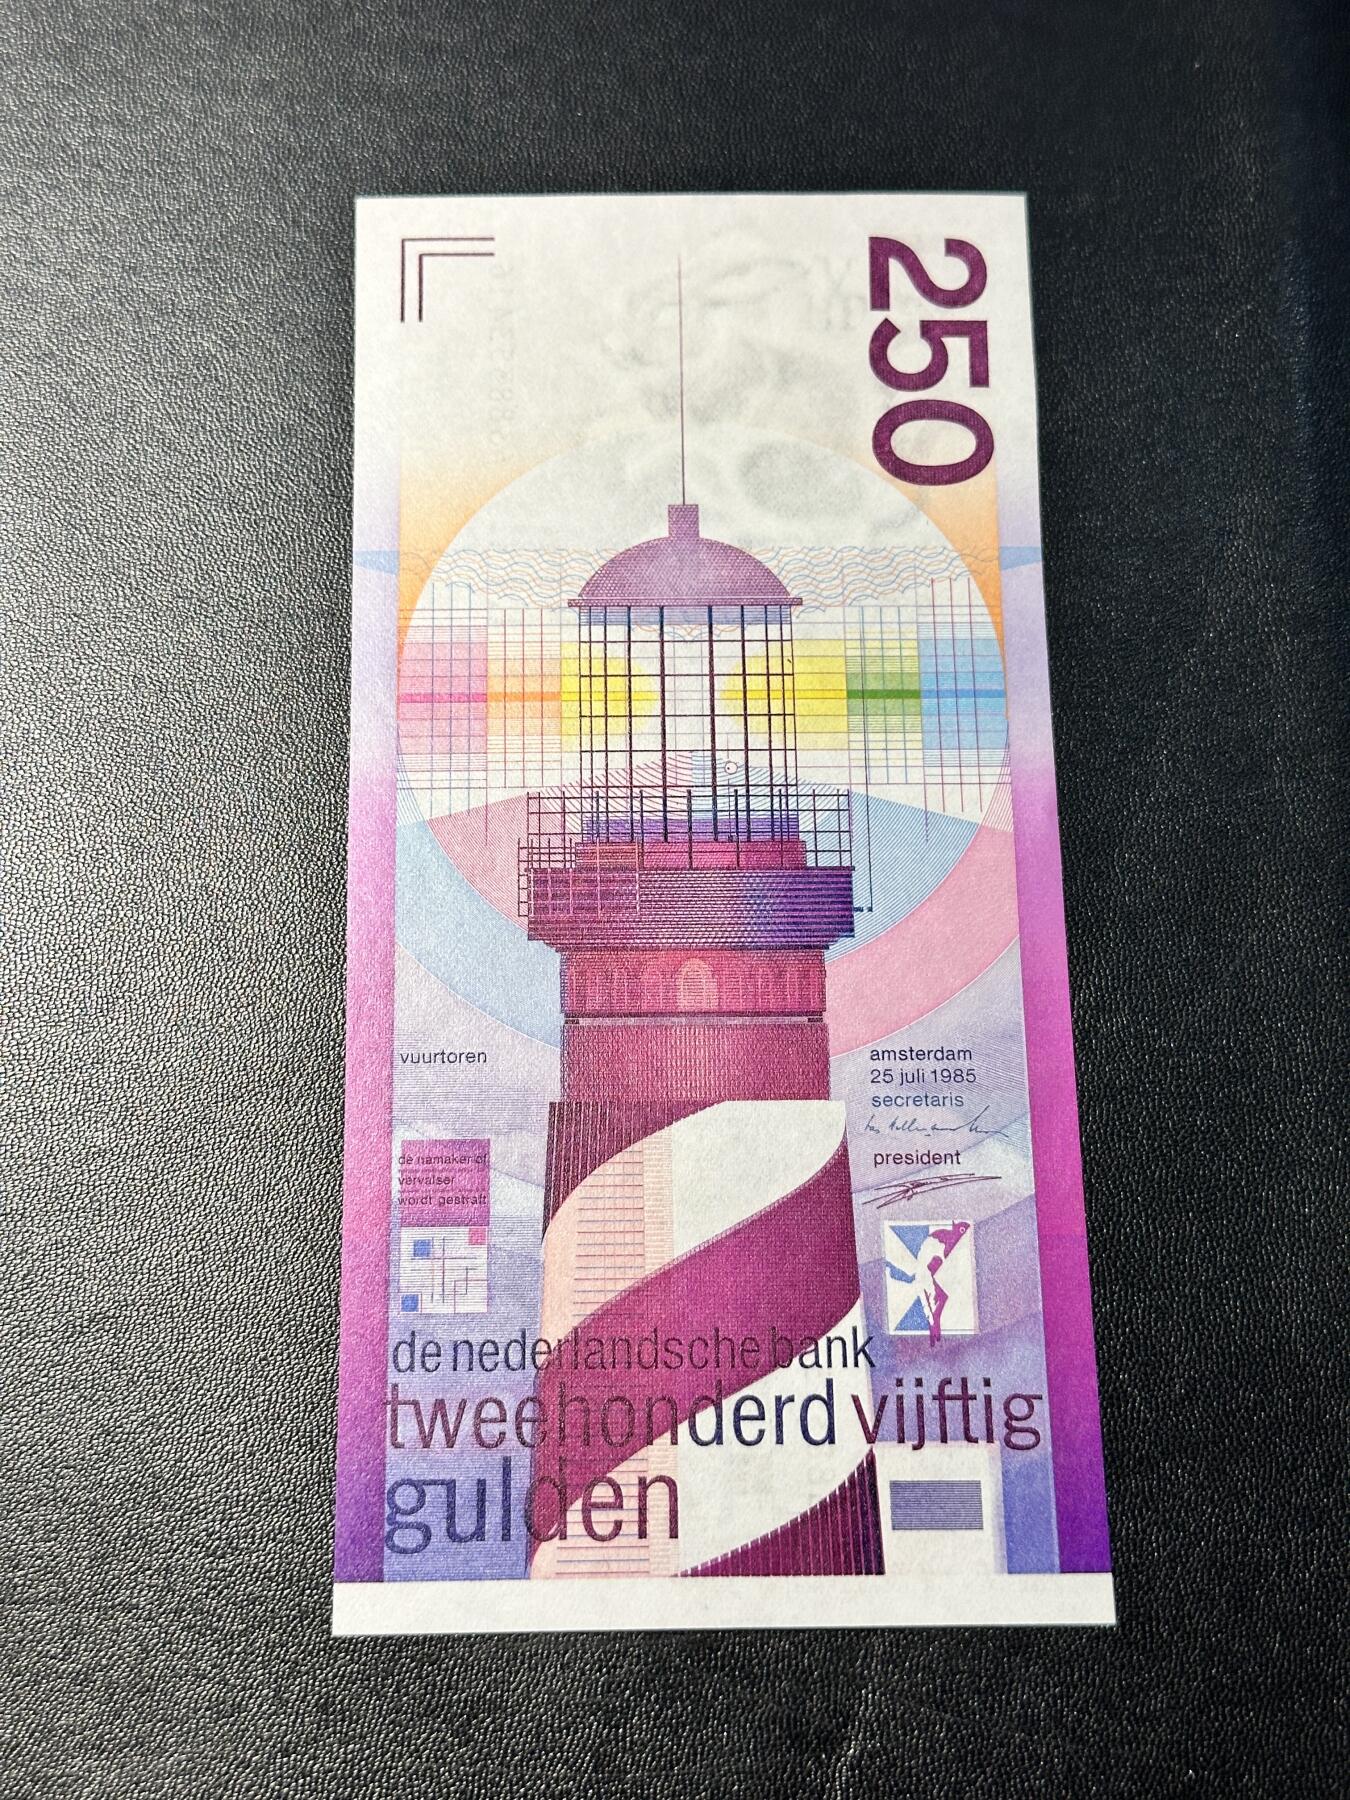 250
vuurtoren
amsterdam
25 juli 1985
secretaris
president
de namaker of
vervalser
wordt gestraft
de nederlandsche bank
tweehonderd vijftig
gulden